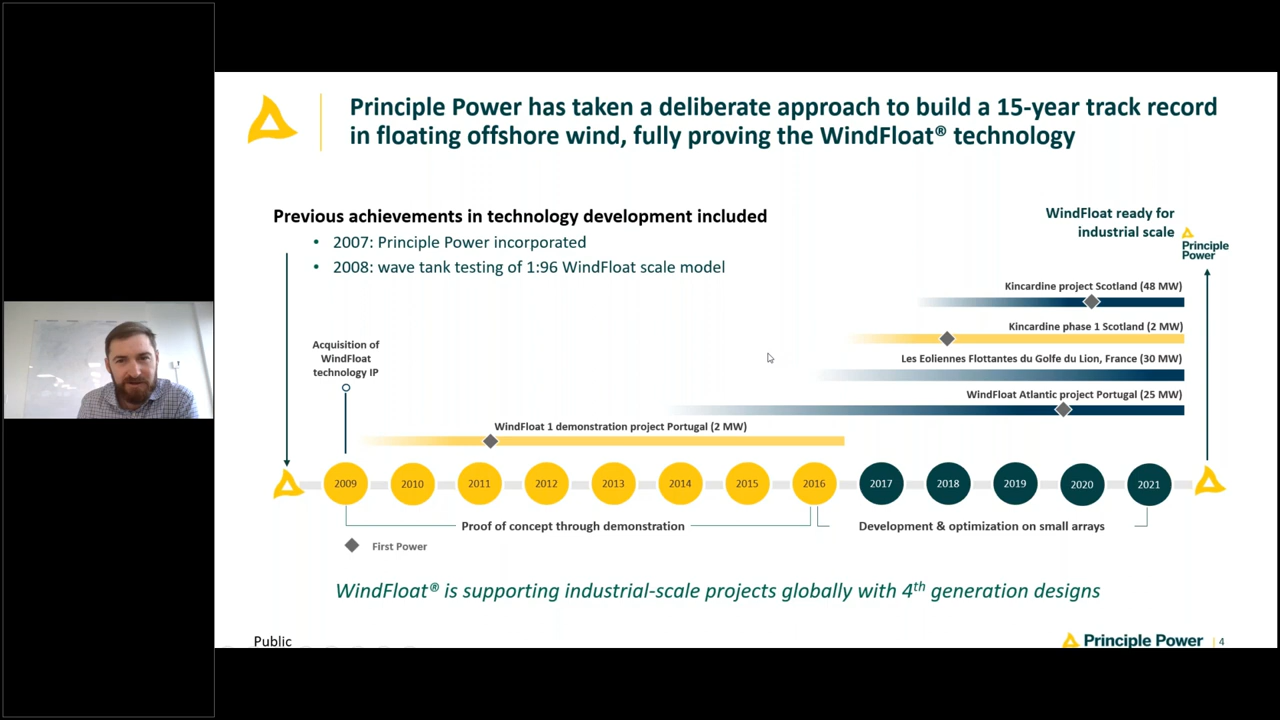 Principle Power has taken a deliberate approach to build a 15-year track record
in floating offshore wind, fully proving the WindFloat® technology
Previous achievements in technology development included
• 2007: Principle Power incorporated
• 2008: wave tank testing of 1:96 WindFloat scale model
WindFloat ready for
industrial scale
Principle
Power
Kincardine project Scotland (48 MW)
Kincardine phase 1 Scotland (2 MW)
Les Eoliennes Flottantes du Golfe du Lion, France (30 MW)
WindFloat Atlantic project Portugal (25 MW)
Acquisition of
WindFloat
technology IP
WindFloat 1 demonstration project Portugal (2 MW)
2009 2010 2011 2012 2013 2014 2015 2016 2017 2018 2019 2020 2021
Proof of concept through demonstration
Development & optimization on small arrays
First Power
WindFloat® is supporting industrial-scale projects globally with 4th generation designs
Public
Principle Power | 4